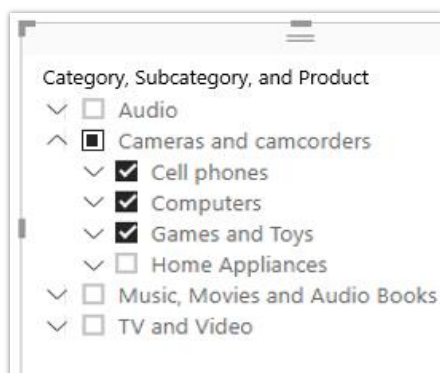 Category, Subcategory, and Product
Audio
Cameras and camcorders
Cell phones
Computers
Games and Toys
Home Appliances
Music, Movies and Audio Books
TV and Video